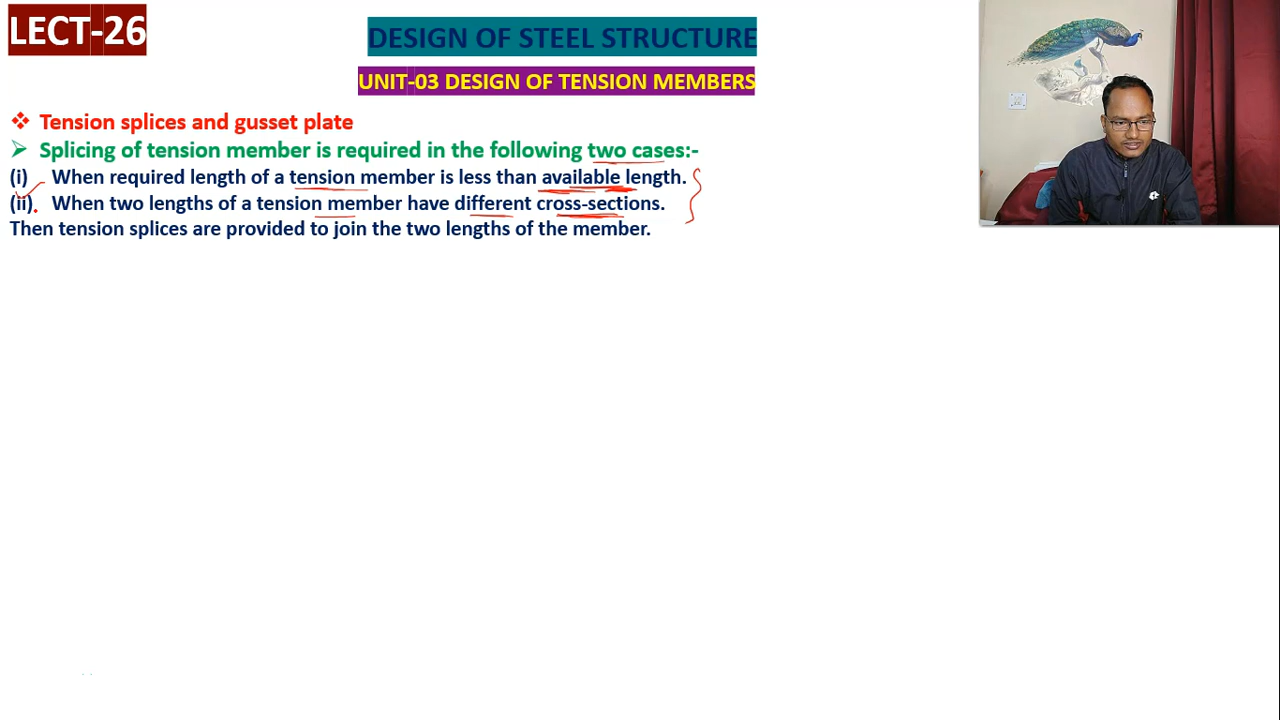 LECT-26
DESIGN OF STEEL STRUCTURE
UNIT-03 DESIGN OF TENSION MEMBERS
❖ Tension splices and gusset plate
➢ Splicing of tension member is required in the following two cases:-
(i) When required length of a tension member is less than available length.
(ii). When two lengths of a tension member have different cross-sections.
Then tension splices are provided to join the two lengths of the member.